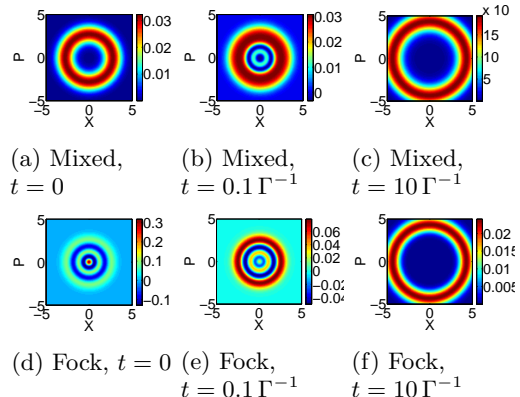 x 10
5
0
−5
P
−5 0 5
X
0.03
0.02
0.01
5
0
−5
P
−5 0 5
X
0.03
0.02
0.01
0
5
0
−5
P
−5 0 5
X
15
10
5
(a) Mixed, (b) Mixed, (c) Mixed,
t = 0 t = 0.1 Γ⁻¹ t = 10 Γ⁻¹
5
0
−5
P
−5 0 5
X
0.3
0.2
0.1
0
−0.1
5
0
−5
P
−5 0 5
X
0.06
0.04
0.02
0
−0.02
−0.04
5
0
−5
P
−5 0 5
X
0.02
0.015
0.01
0.005
(d) Fock, t = 0 (e) Fock, (f) Fock,
t = 0.1 Γ⁻¹ t = 10 Γ⁻¹